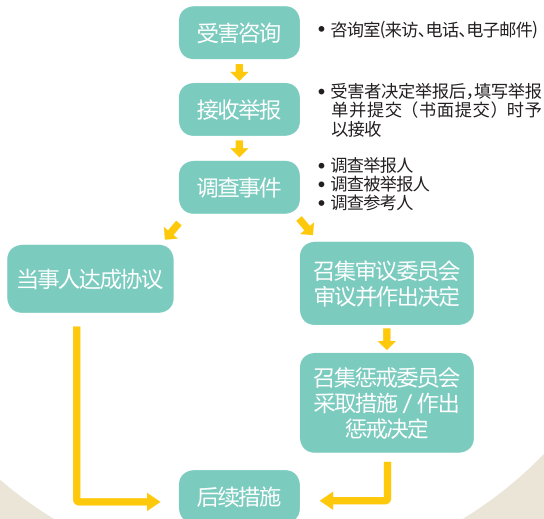 受害咨询
• 咨询室(来访、电话、电子邮件)
接收举报
• 受害者决定举报后,填写举报
单并提交（书面提交）时予
以接收
调查事件
• 调查举报人
• 调查被举报人
• 调查参考人
当事人达成协议
召集审议委员会
审议并作出决定
召集惩戒委员会
采取措施 / 作出
惩戒决定
后续措施